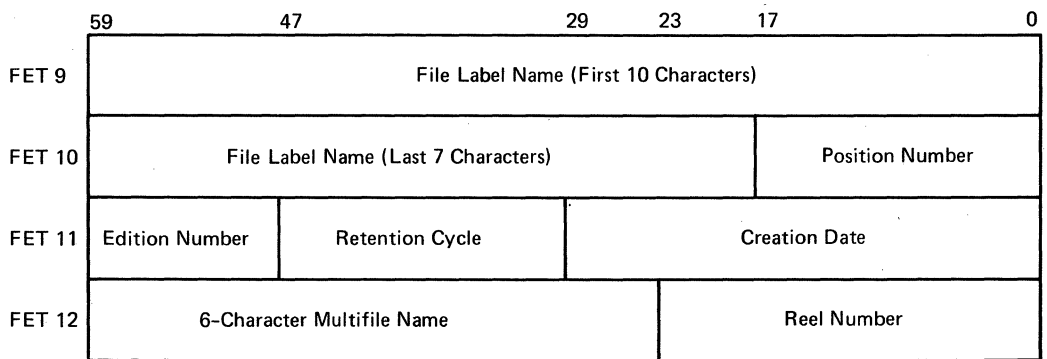 59 47 29 23 17 0
FET 9 File Label Name (First 10 Characters)
FET 10 File Label Name (Last 7 Characters) Position Number
FET 11 Edition Number Retention Cycle Creation Date
FET 12 6-Character Multifile Name Reel Number